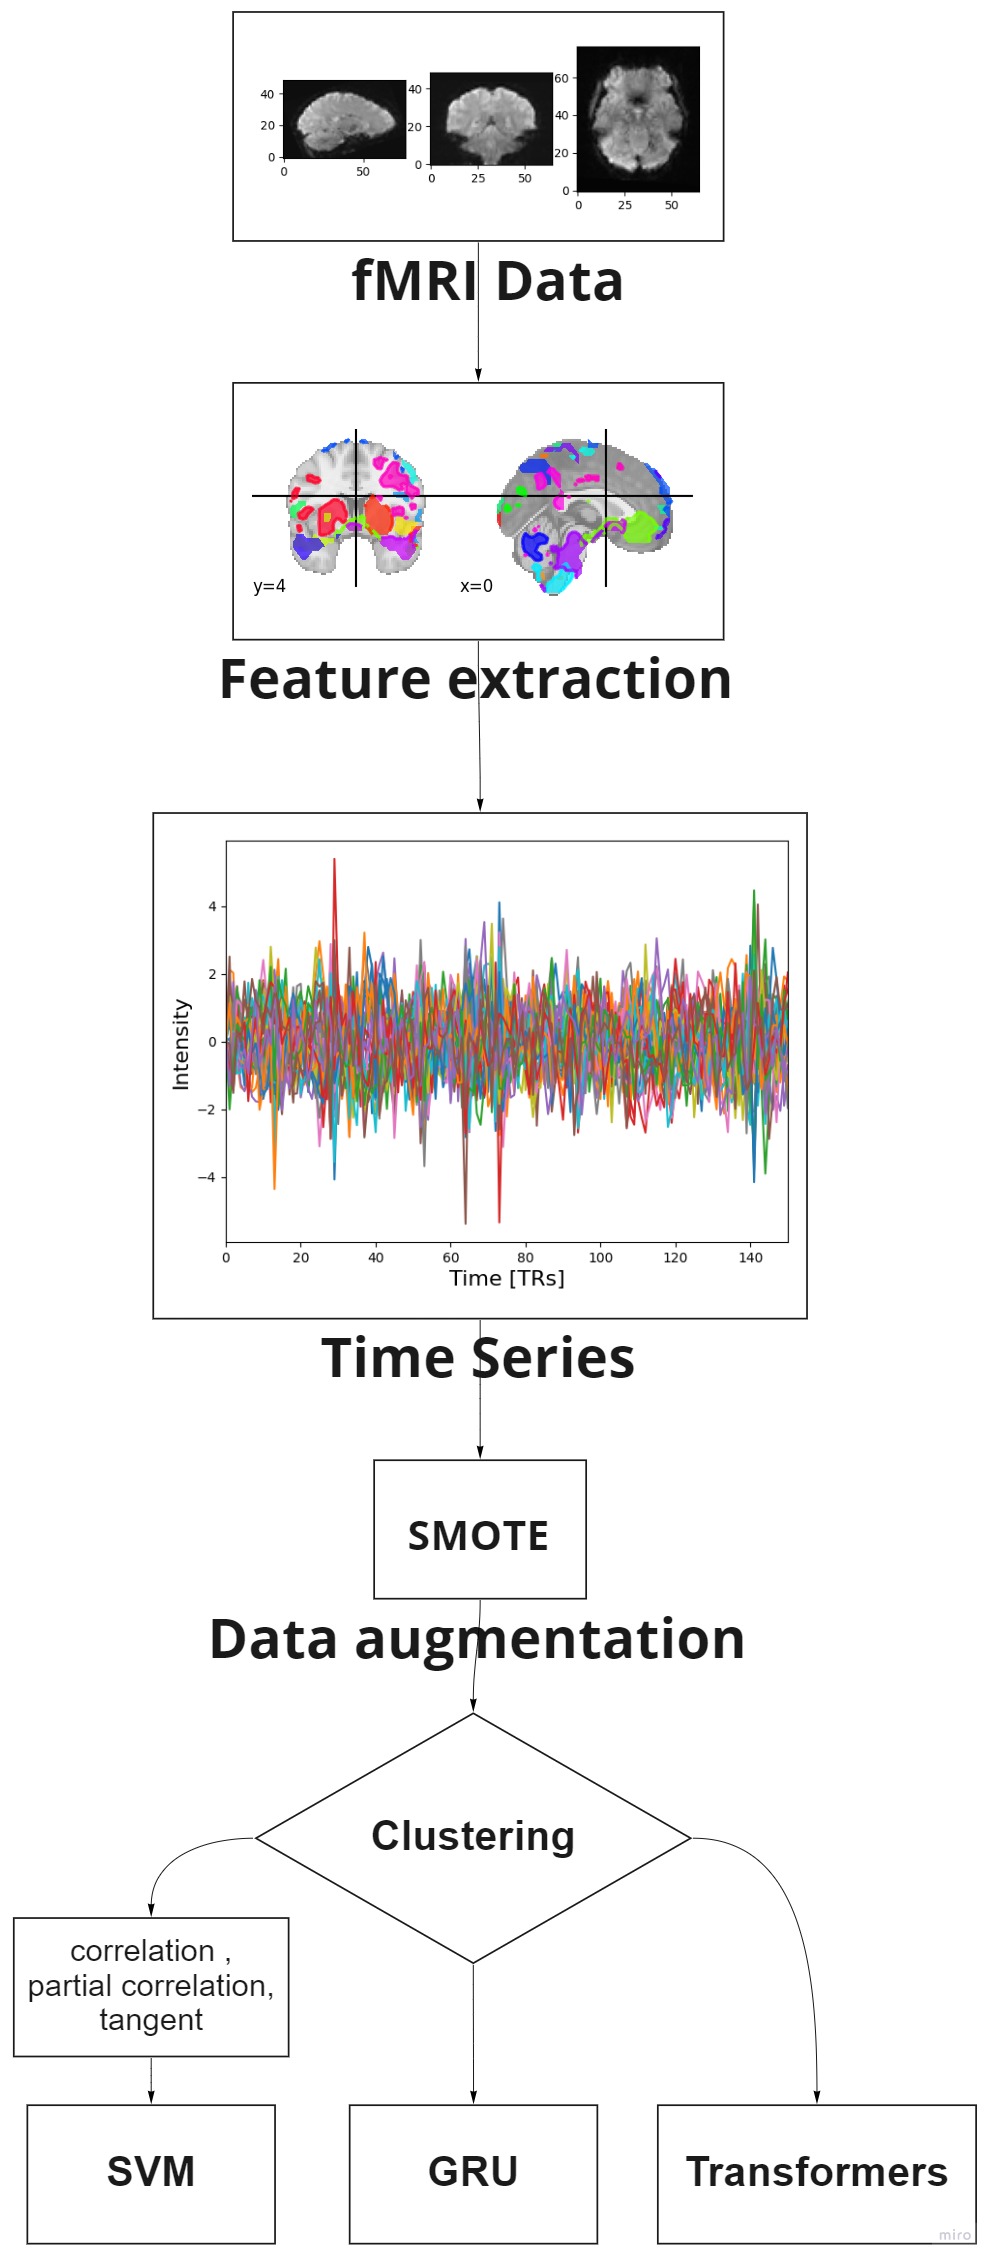 40
20
0
0
50
40
20
0
0
25
50
60
40
20
0
0
25
50
fMRI Data
y=4
x=0
Feature extraction
4
2
0
−2
−4
Intensity
0
20
40
60
80
100
120
140
Time [TRs]
Time Series
SMOTE
Data augmentation
Clustering
correlation ,
partial correlation,
tangent
SVM
GRU
Transformers
miro